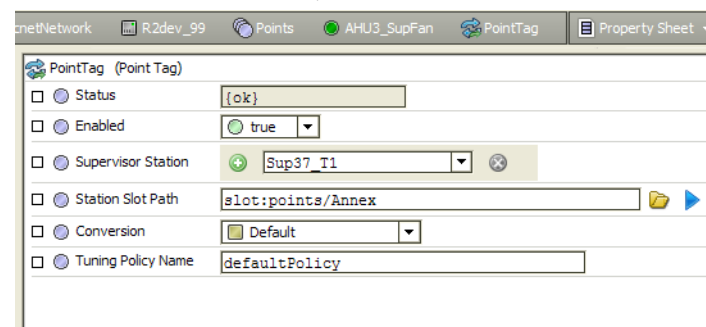 cnetNetwork R2dev_99 Points AHU3_SupFan PointTag Property Sheet
PointTag (Point Tag)
Status {ok}
Enabled true
Supervisor Station Sup37_T1
Station Slot Path slot:points/Annex
Conversion Default
Tuning Policy Name defaultPolicy